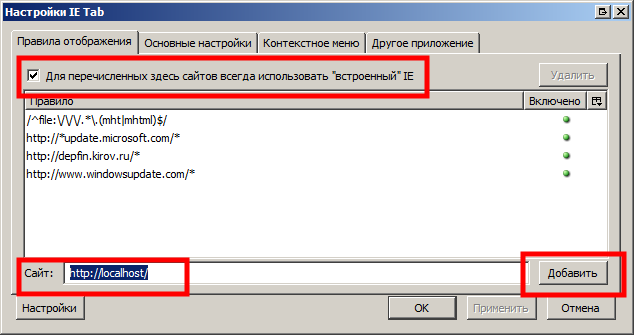 Настройки IE Tab
Правила отображения Основные настройки Контекстное меню Другое приложение
Для перечисленных здесь сайтов всегда использовать "встроенный" IE Удалить
Правило Включено
/^file:\/\/\/.*\.(mht|mhtml)$/
http://*update.microsoft.com/*
http://depfin.kirov.ru/*
http://www.windowsupdate.com/*
Сайт: http://localhost/ Добавить
Настройки OK Применить Отмена